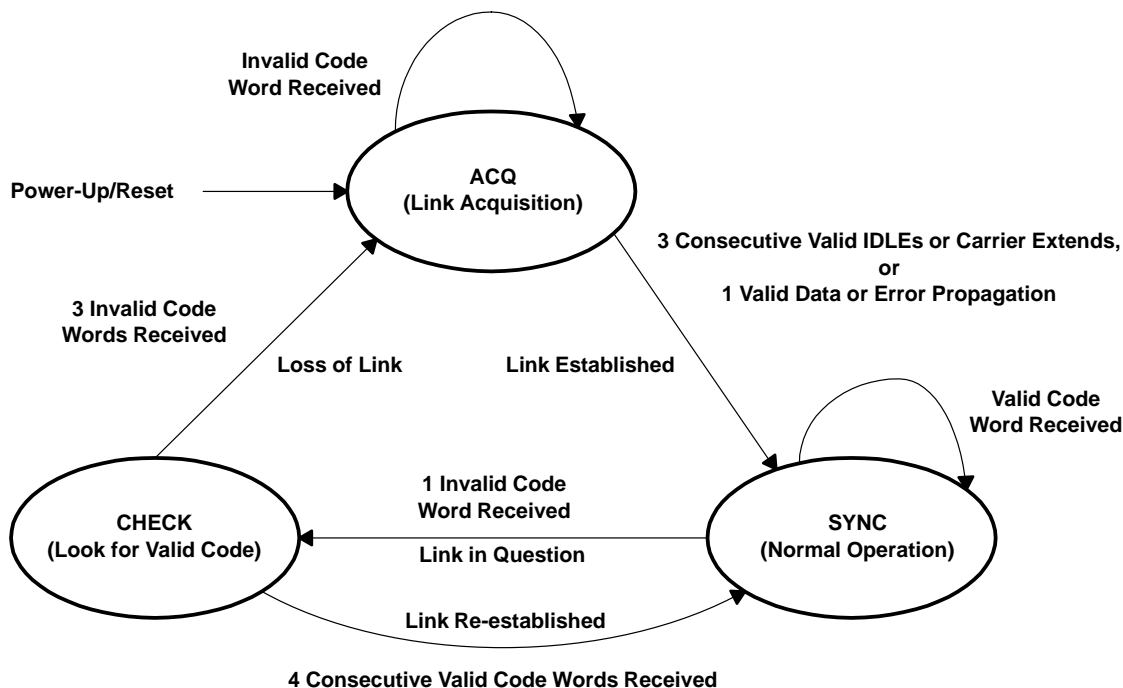 Invalid Code
Word Received
Power-Up/Reset
ACQ
(Link Acquisition)
3 Consecutive Valid IDLEs or Carrier Extends,
or
1 Valid Data or Error Propagation
3 Invalid Code
Words Received
Loss of Link
Link Established
Valid Code
Word Received
1 Invalid Code
Word Received
CHECK
(Look for Valid Code)
SYNC
(Normal Operation)
Link in Question
Link Re-established
4 Consecutive Valid Code Words Received